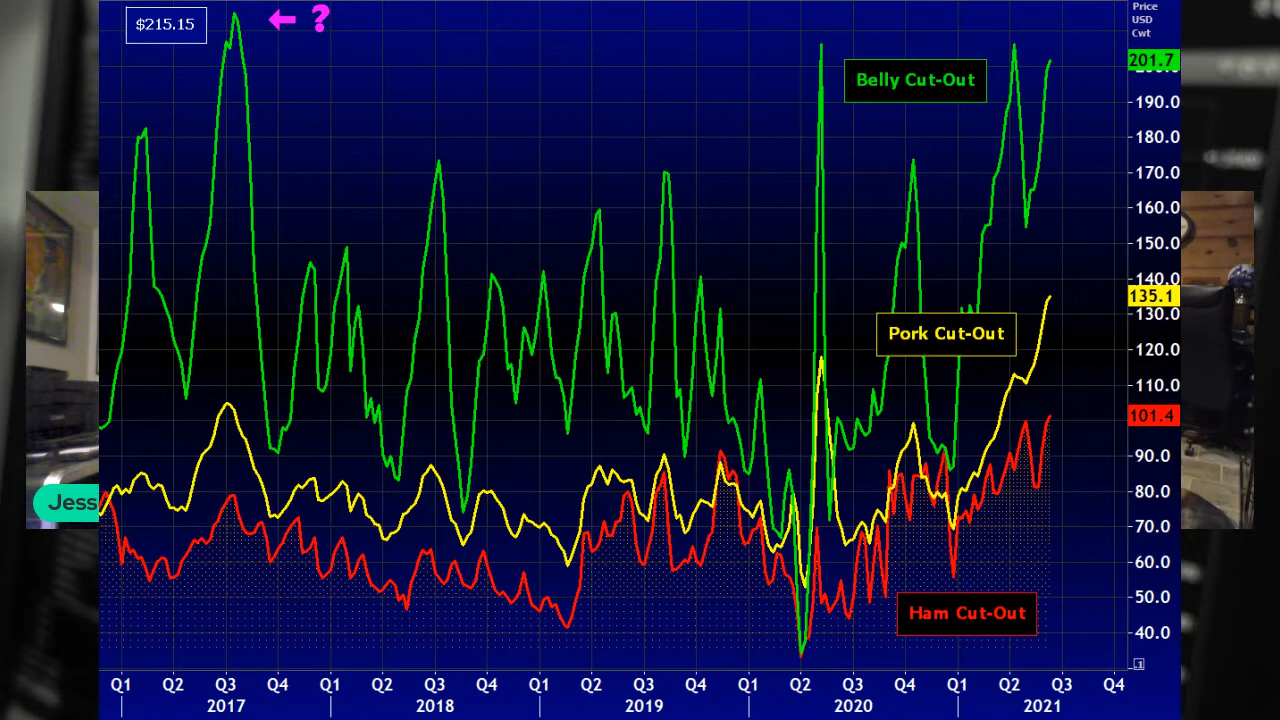 $215.15
?
Price
USD
Cwt
201.7
Belly Cut-Out
190.0
180.0
170.0
160.0
150.0
140.0
135.1
130.0
Pork Cut-Out
120.0
110.0
101.4
90.0
80.0
Jess
70.0
60.0
50.0
Ham Cut-Out
40.0
.1
Q1 Q2 Q3 Q4 Q1 Q2 Q3 Q4 Q1 Q2 Q3 Q4 Q1 Q2 Q3 Q4 Q1 Q2 Q3 Q4
2017 2018 2019 2020 2021